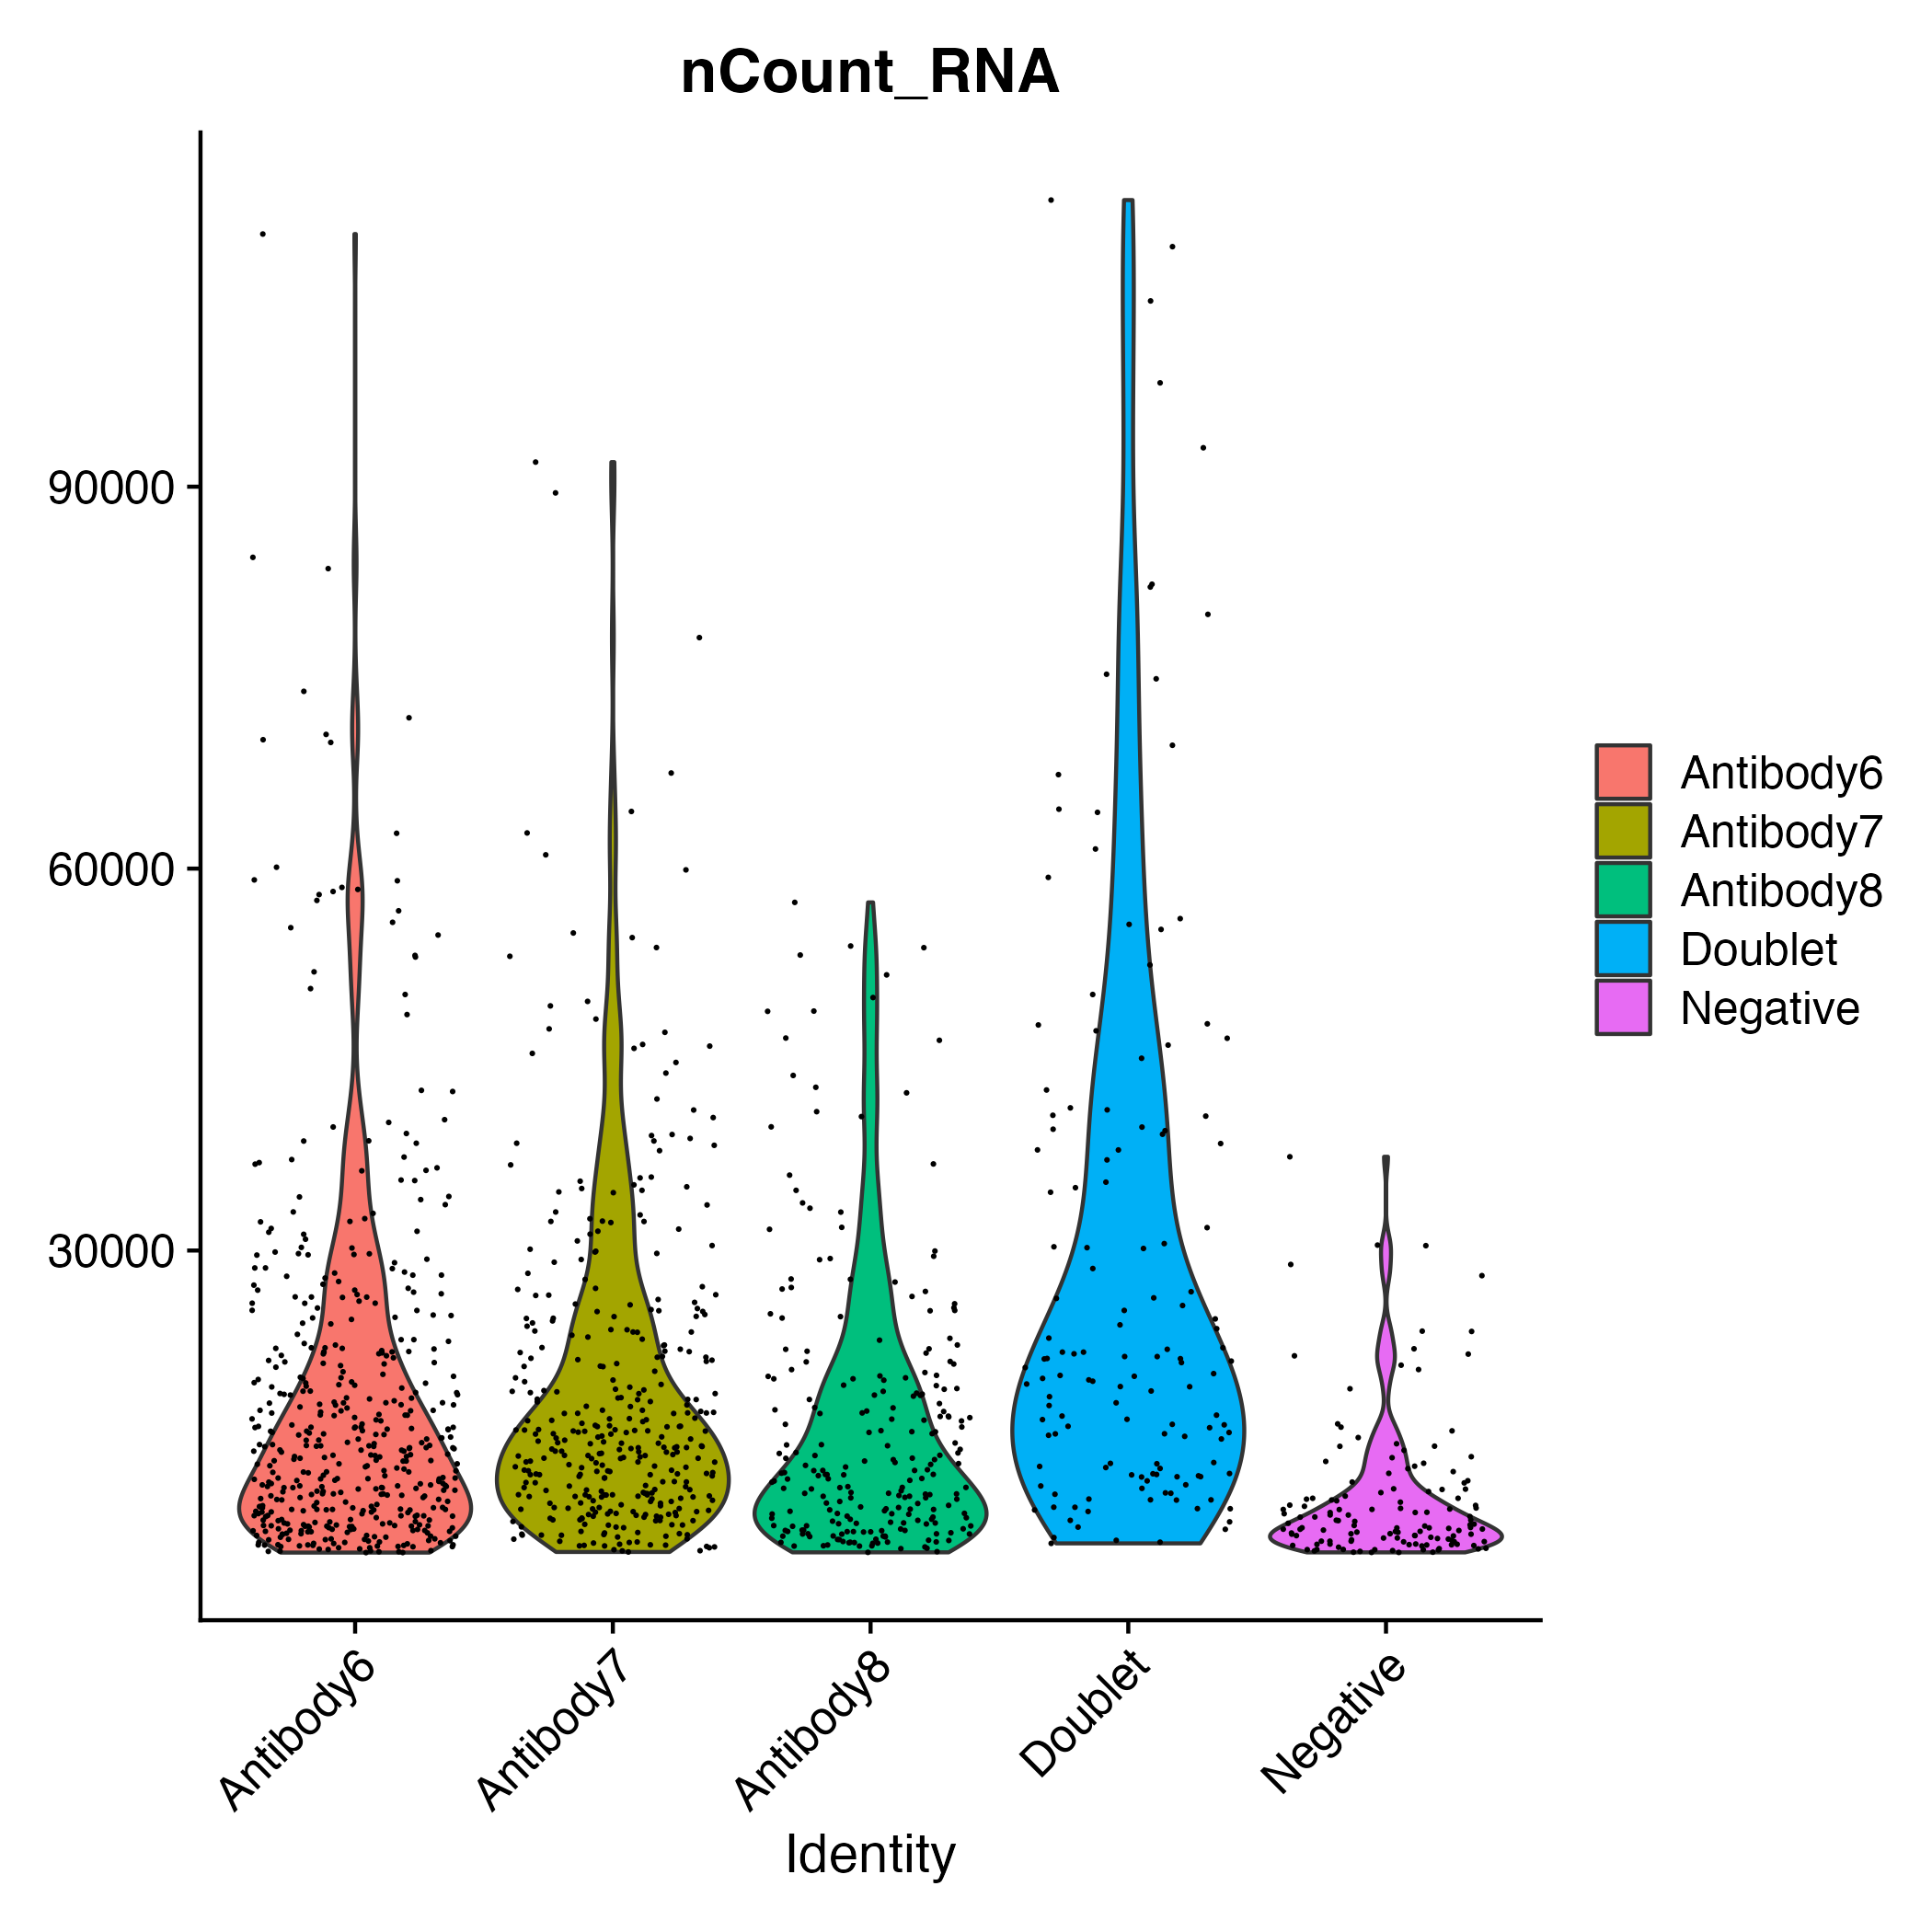 nCount_RNA
90000
60000
30000
Antibody6
Antibody7
Antibody8
Doublet
Negative
Identity
Antibody6
Antibody7
Antibody8
Doublet
Negative